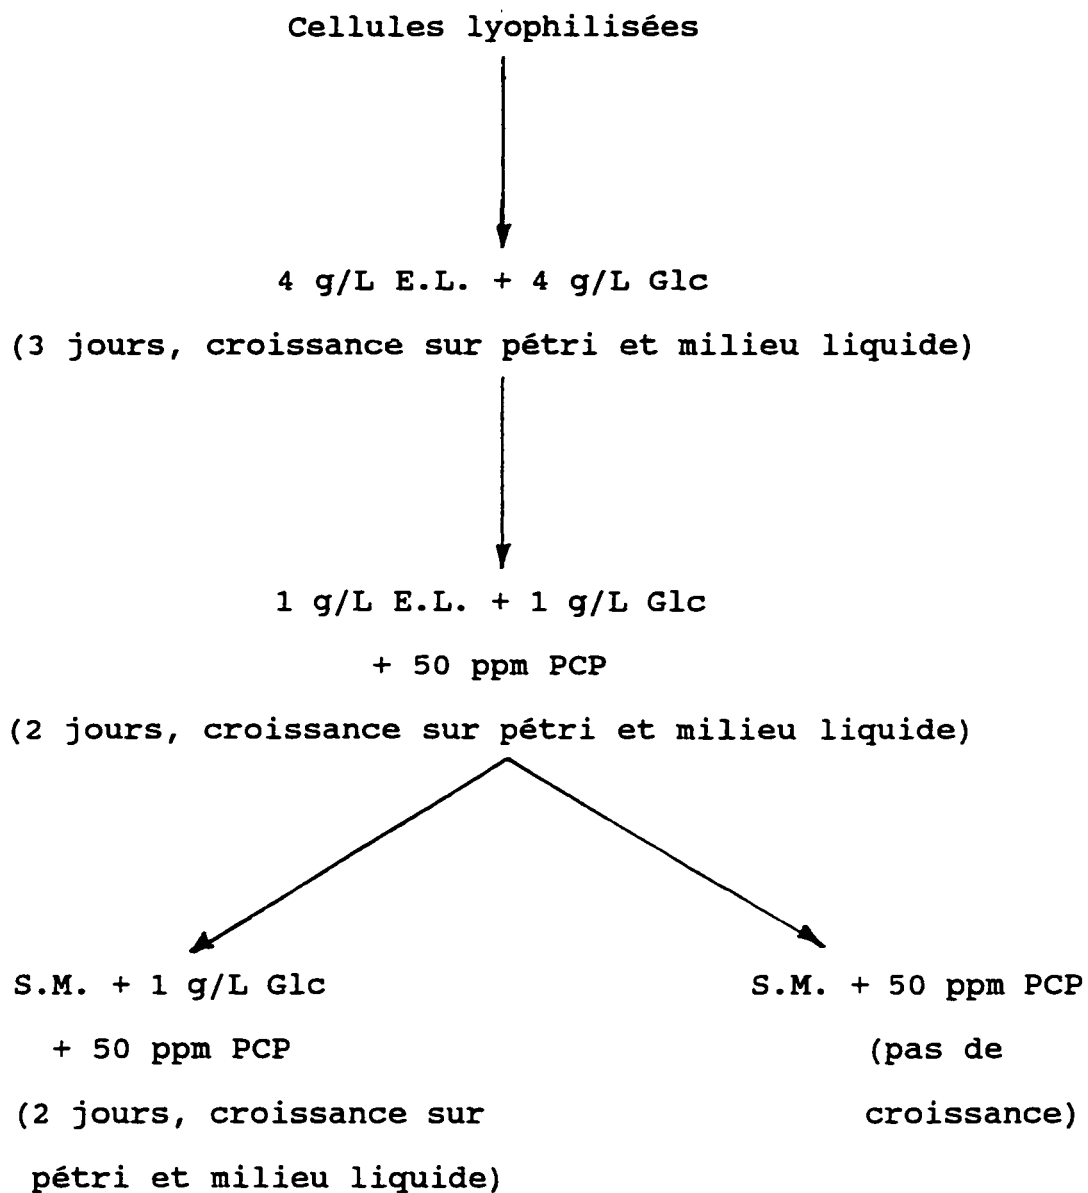 Cellules lyophilisées
4 g/L E.L. + 4 g/L Glc
(3 jours, croissance sur pétri et milieu liquide)
1 g/L E.L. + 1 g/L Glc
+ 50 ppm PCP
(2 jours, croissance sur pétri et milieu liquide)
S.M. + 1 g/L Glc
+ 50 ppm PCP
(2 jours, croissance sur
pétri et milieu liquide)
S.M. + 50 ppm PCP
(pas de
croissance)